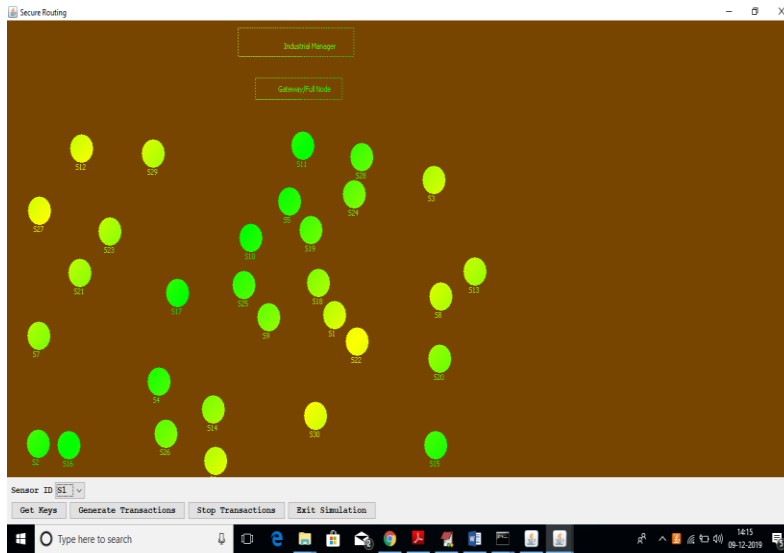 Secure Routing
Industrial Manager
Gateway/Full Node
S11
S12
S29
S28
S3
S24
S5
S27
S23
S19
S10
S21
S13
S18
S25
S17
S8
S9
S1
S7
S22
S20
S4
S14
S30
S26
S2
S16
S15
Sensor ID S1
Get Keys Generate Transactions Stop Transactions Exit Simulation
Type here to search
14:15
09-12-2019